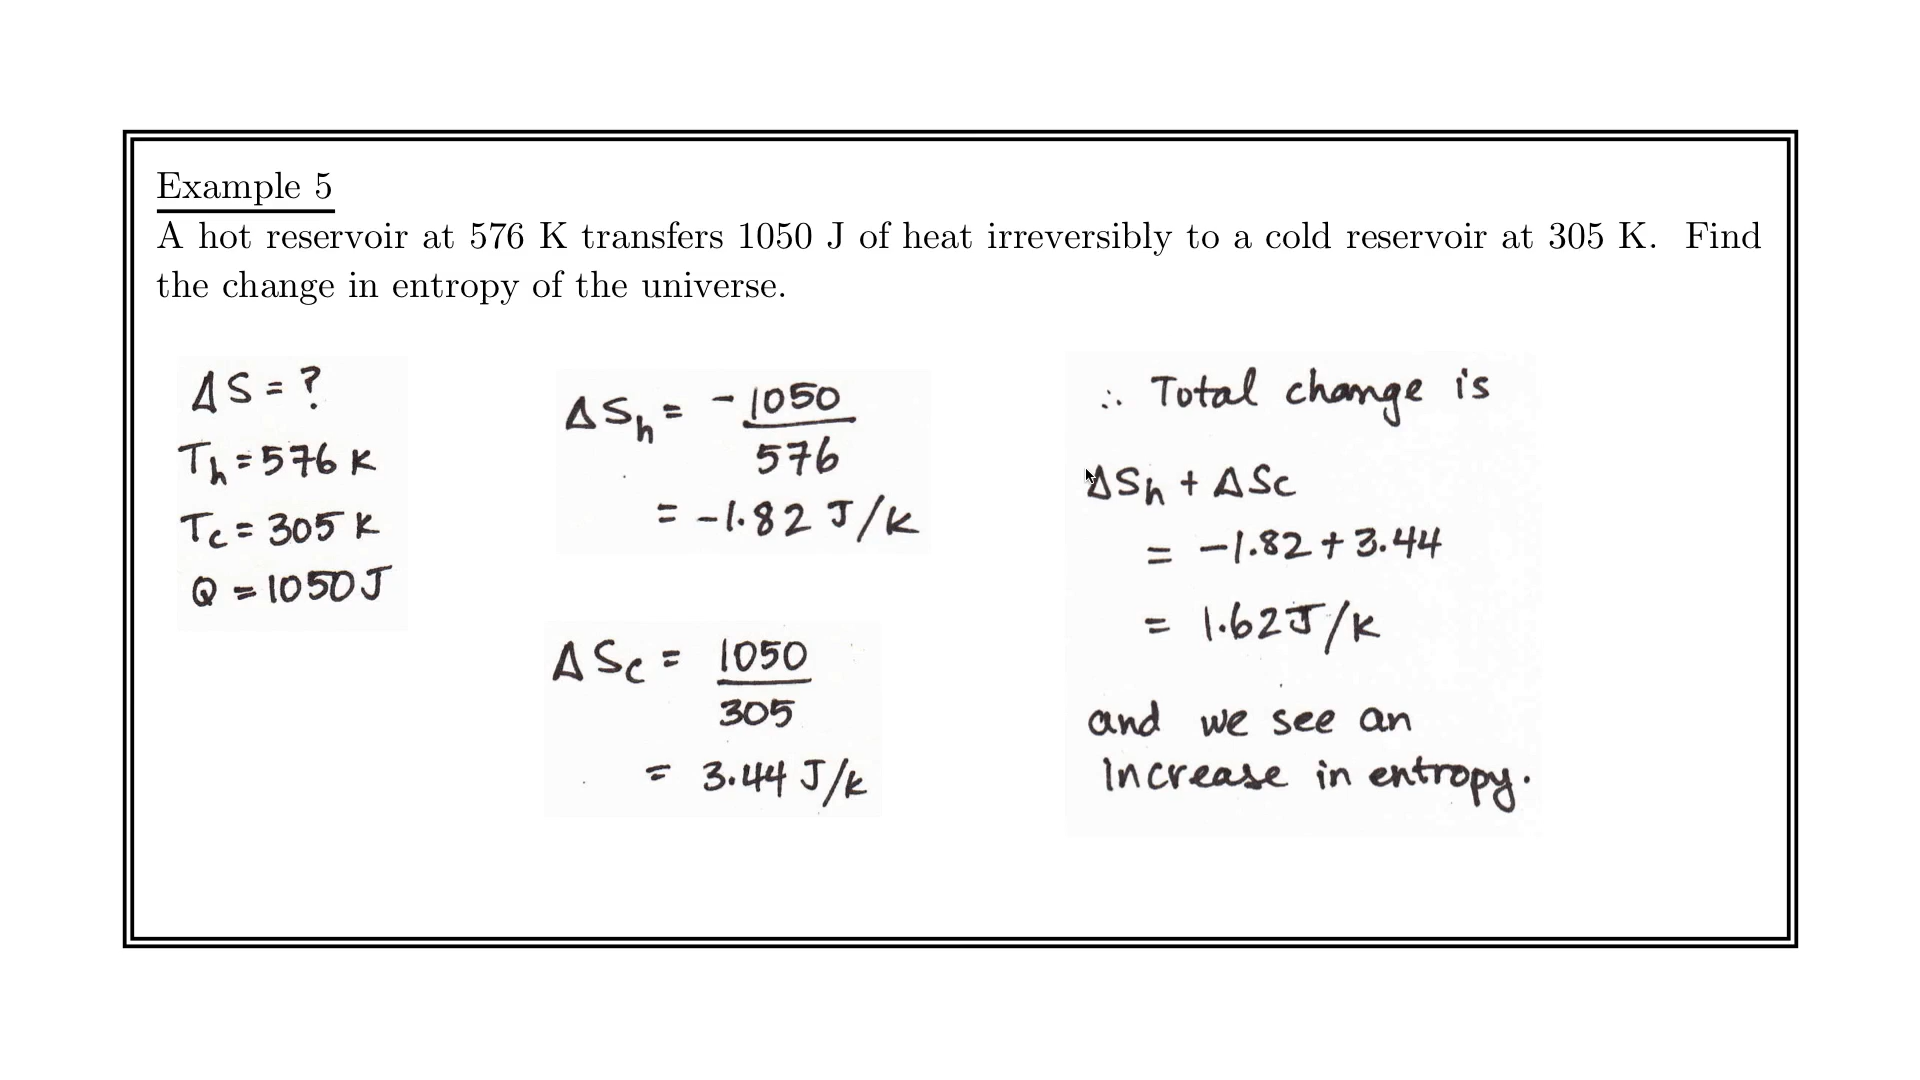 Example 5
A hot reservoir at 576 K transfers 1050 J of heat irreversibly to a cold reservoir at 305 K. Find
the change in entropy of the universe.
ΔS = ?
Th = 576 K
Tc = 305 K
Q = 1050 J
ΔSh = -1050
576
= -1.82 J/K
ΔSc = 1050
305
= 3.44 J/K
∴ Total change is
ΔSh + ΔSc
= -1.82 + 3.44
= 1.62 J/K
and we see an
increase in entropy.